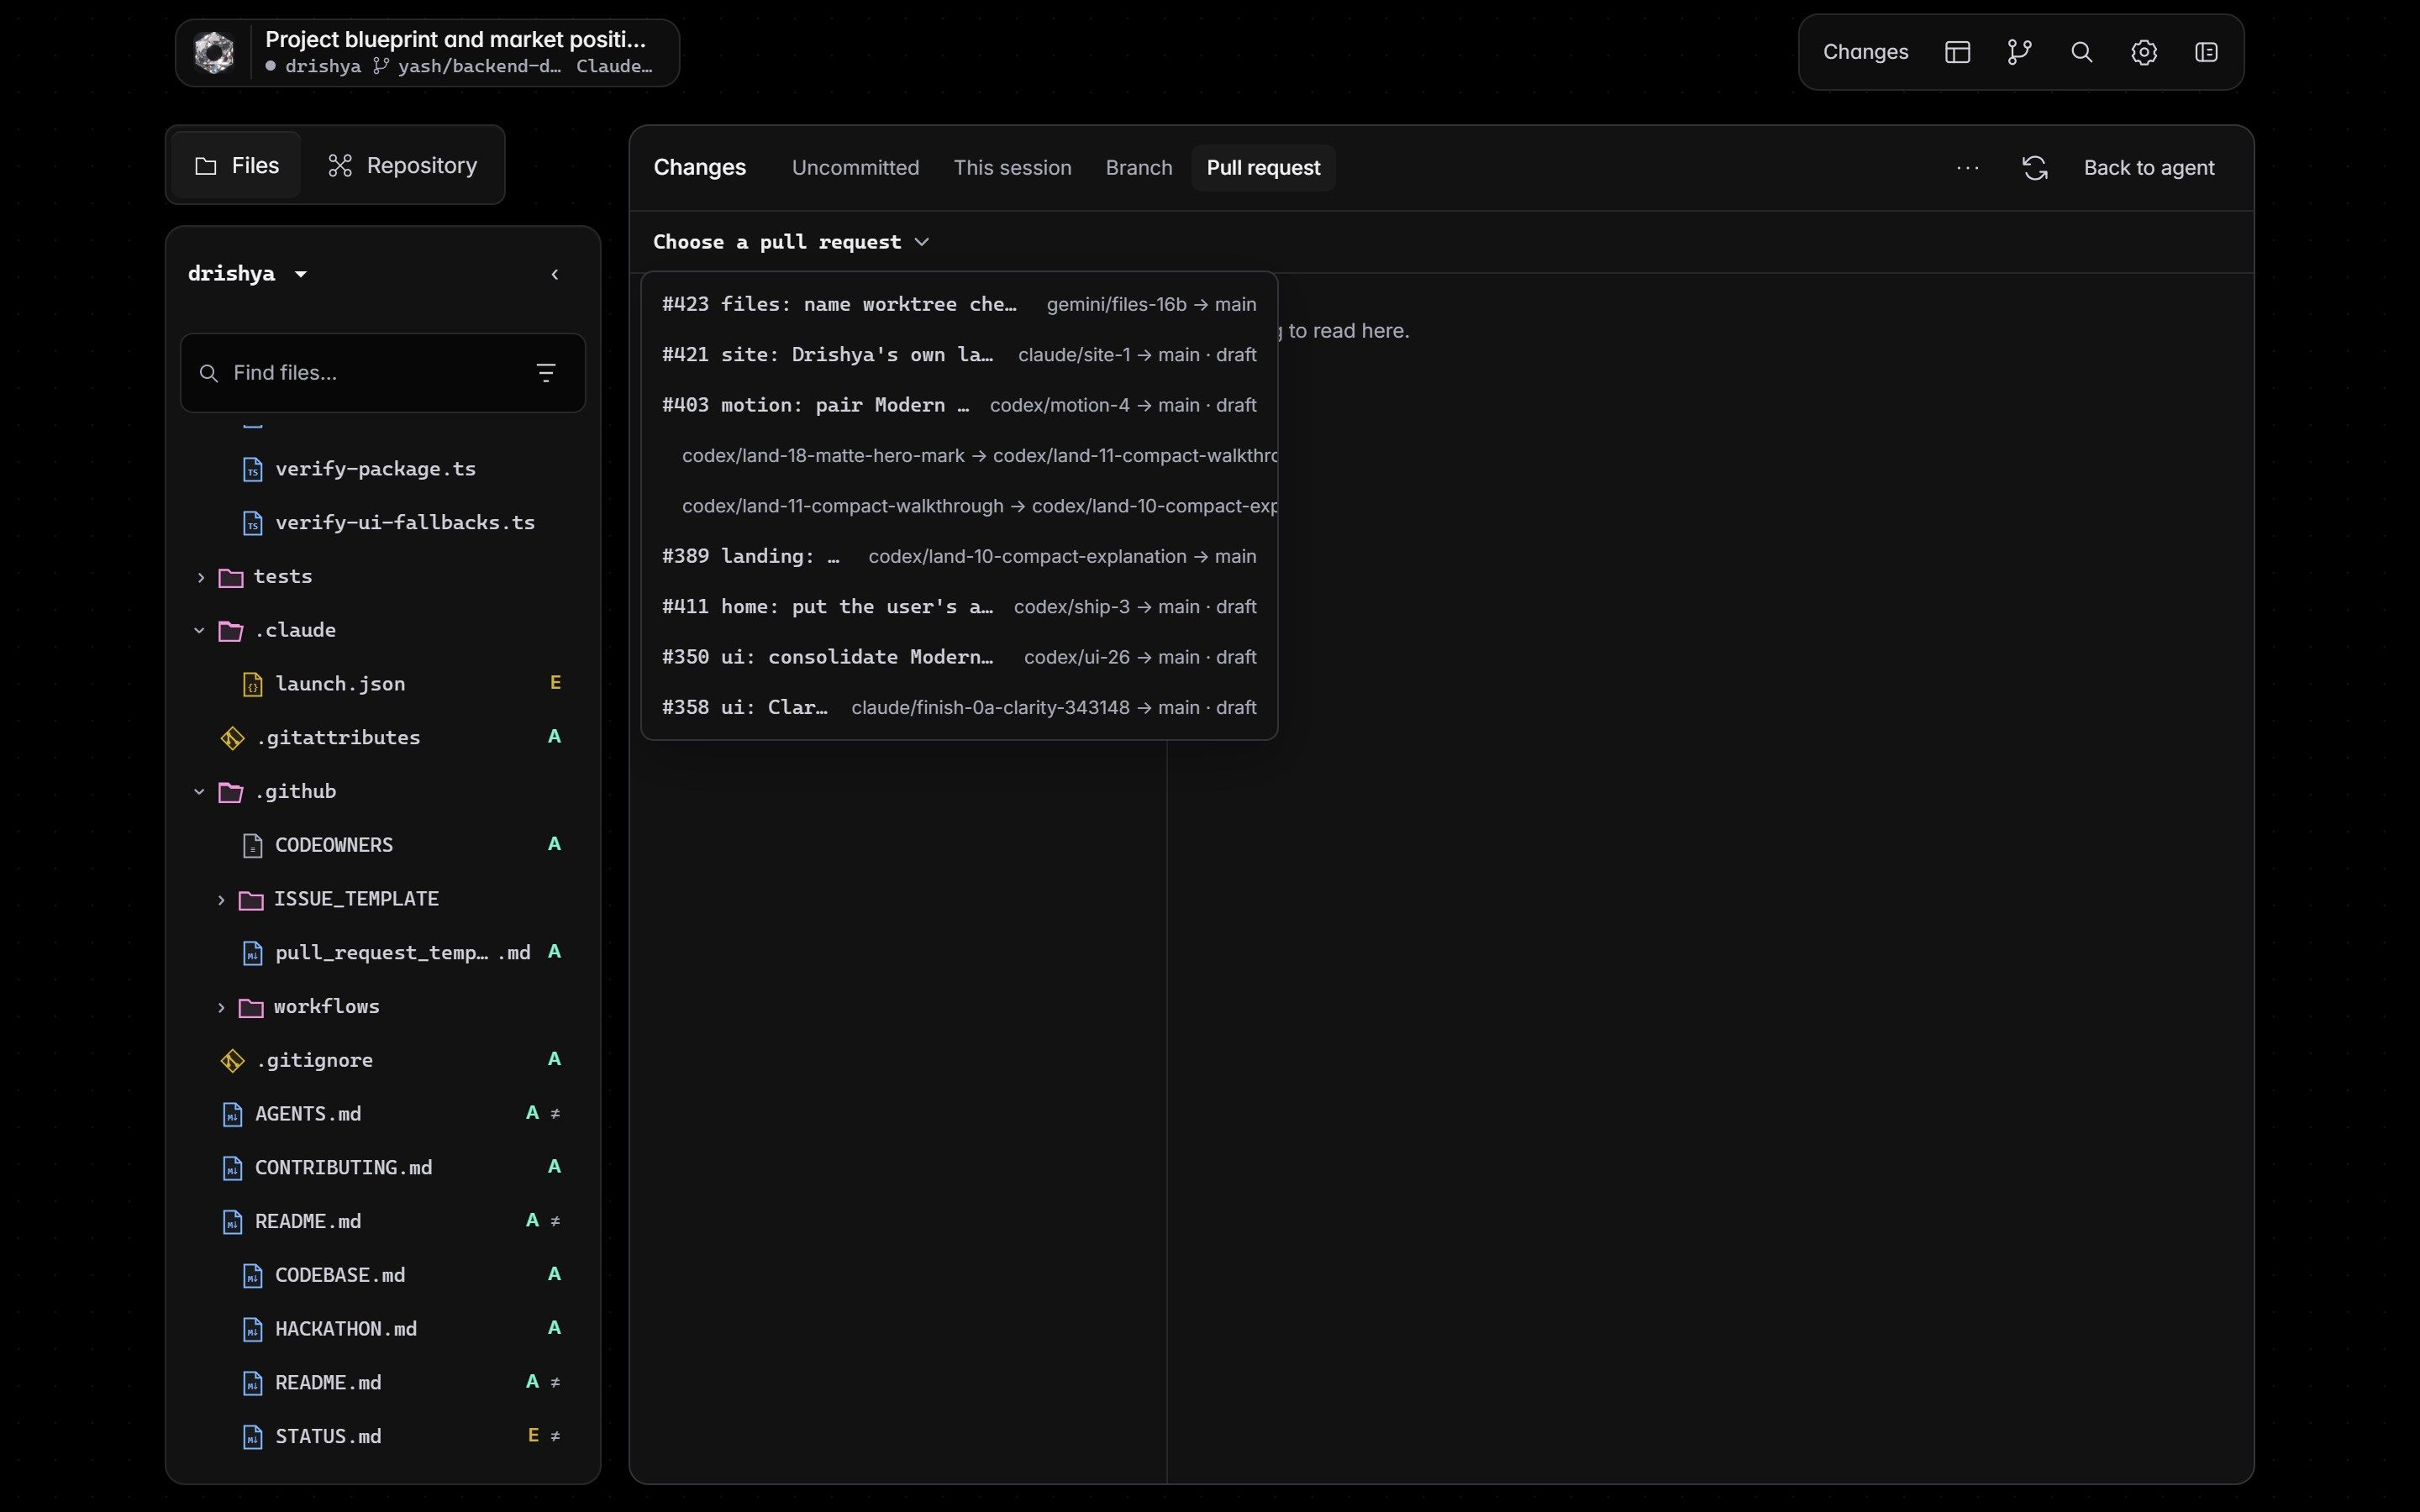 Project blueprint and market positi…
drishya yash/backend-d… Claude…
Changes
Files
Repository
drishya
Find files...
verify-package.ts
verify-ui-fallbacks.ts
tests
.claude
launch.json E
.gitattributes A
.github
CODEOWNERS A
ISSUE_TEMPLATE
pull_request_temp… .md A
workflows
.gitignore A
AGENTS.md A ≠
CONTRIBUTING.md A
README.md A ≠
CODEBASE.md A
HACKATHON.md A
README.md A ≠
STATUS.md E ≠
Changes Uncommitted This session Branch Pull request
··· Back to agent
Choose a pull request
#423 files: name worktree che… gemini/files-16b → main
#421 site: Drishya's own la… claude/site-1 → main · draft
#403 motion: pair Modern … codex/motion-4 → main · draft
codex/land-18-matte-hero-mark → codex/land-11-compact-walkthro
codex/land-11-compact-walkthrough → codex/land-10-compact-exp
#389 landing: … codex/land-10-compact-explanation → main
#411 home: put the user's a… codex/ship-3 → main · draft
#350 ui: consolidate Modern… codex/ui-26 → main · draft
#358 ui: Clar… claude/finish-0a-clarity-343148 → main · draft
to read here.